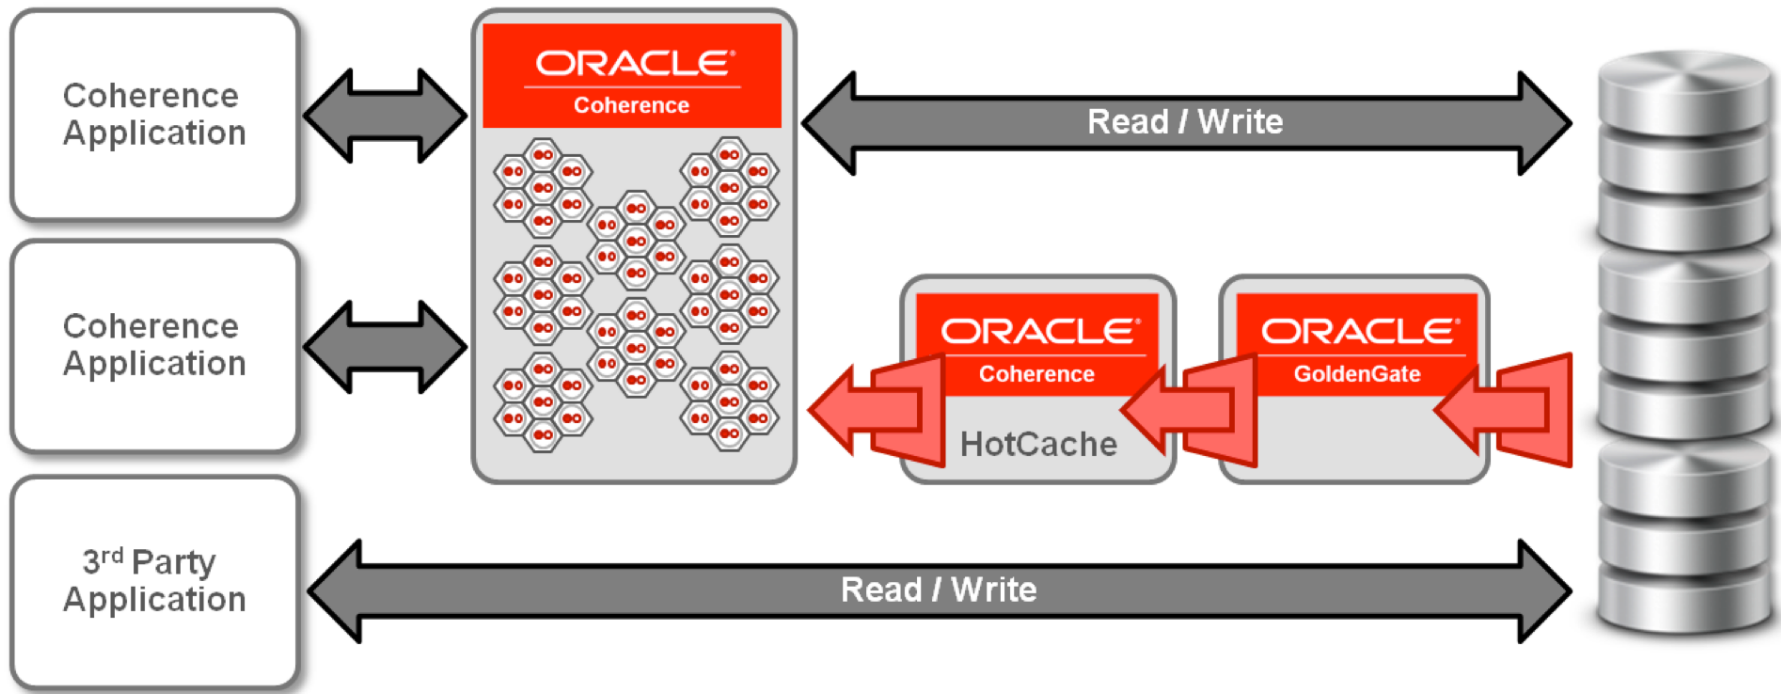 Coherence
Application
ORACLE®
Coherence
Read / Write
Coherence
Application
ORACLE®
Coherence
HotCache
ORACLE®
GoldenGate
3rd Party
Application
Read / Write